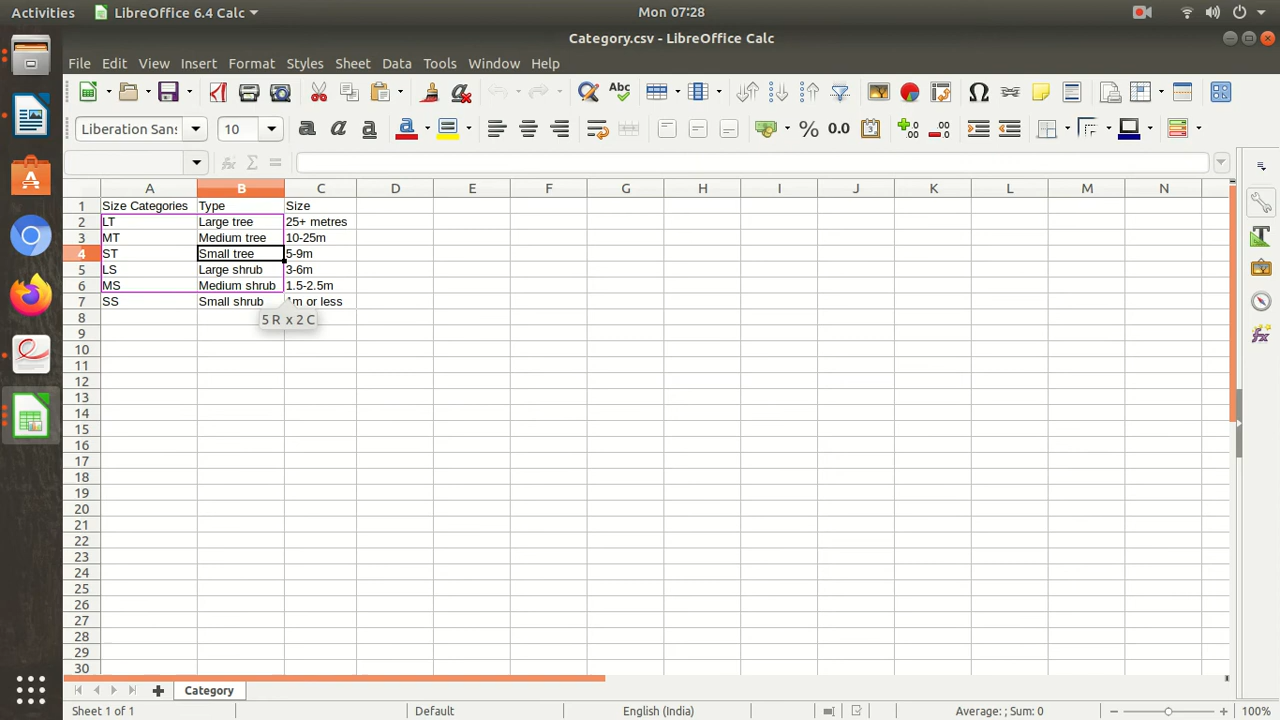 Activities LibreOffice 6.4 Calc Mon 07:28
Category.csv - LibreOffice Calc
File Edit View Insert Format Styles Sheet Data Tools Window Help
Abc
Liberation Sans 10 a a a a % 0.0
A B C D E F G H I J K L M N
1 Size Categories Type Size
2 LT Large tree 25+ metres
3 MT Medium tree 10-25m
4 ST Small tree 5-9m
5 LS Large shrub 3-6m
6 MS Medium shrub 1.5-2.5m
7 SS Small shrub 1m or less
8 5 R x 2 C
9
10
11
12
13
14
15
16
17
18
19
20
21
22
23
24
25
26
27
28
29
30
Category
Sheet 1 of 1 Default English (India) Average: ; Sum: 0 100%